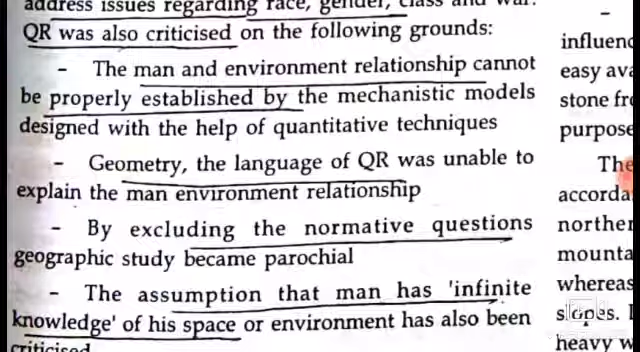 address issues regarding race, gender, class and war.
QR was also criticised on the following grounds:
- The man and environment relationship cannot
be properly established by the mechanistic models
designed with the help of quantitative techniques
- Geometry, the language of QR was unable to
explain the man environment relationship
- By excluding the normative questions
geographic study became parochial
- The assumption that man has 'infinite
knowledge' of his space or environment has also been
criticised
-
influenc
easy ava
stone fr
purpose
The
accorda
northern
mounta
whereas
slopes.
heavy w